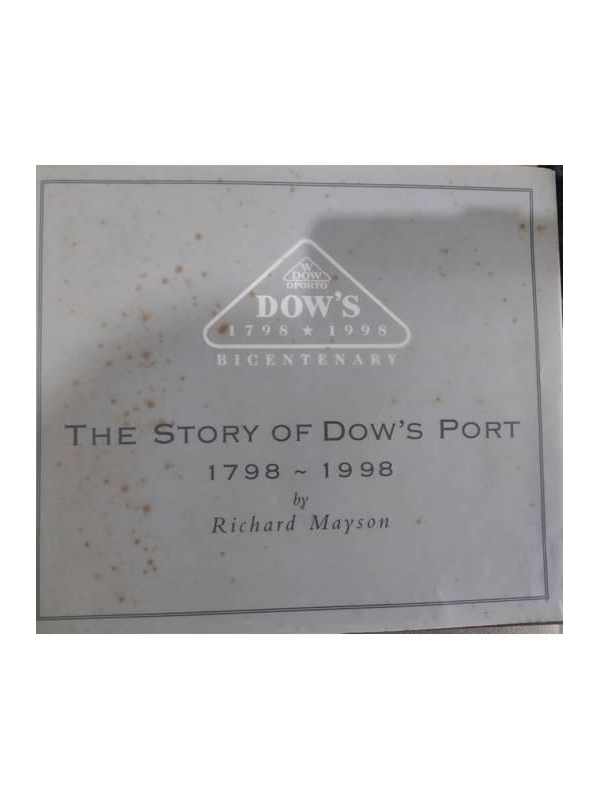 W
DOW
OPORTO
DOW'S
1798 ★ 1998
BICENTENARY
THE STORY OF DOW'S PORT
1798 ~ 1998
by
Richard Mayson